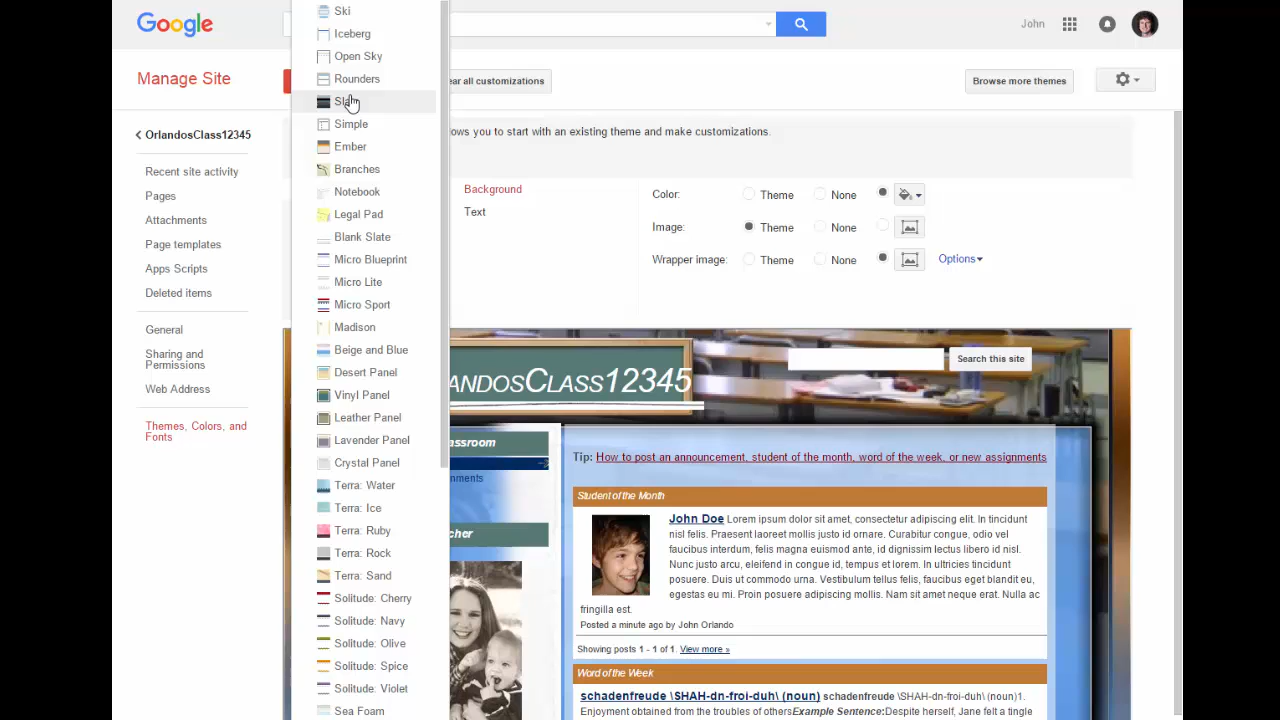 Google
John
Manage Site
ear all customizations
Browse more themes
OrlandosClass12345
Recent site activity
Pages
Attachments
Page templates
Apps Scripts
Deleted items
General
Sharing and
Permissions
Web Address
Themes, Colors, and
Fonts
Ski
Iceberg
Open Sky
Rounders
Simple
Ember
Branches
Notebook
Legal Pad
Blank Slate
Micro Blueprint
Micro Lite
Micro Sport
Madison
Beige and Blue
Desert Panel
Vinyl Panel
Leather Panel
Lavender Panel
Crystal Panel
Terra: Water
Terra: Ice
Terra: Ruby
Terra: Rock
Terra: Sand
Solitude: Cherry
Solitude: Navy
Solitude: Olive
Solitude: Spice
Solitude: Violet
Sea Foam
ows you to start with an existing theme and make customizations.
Background
Text
Color: Theme None
Image: Theme None
Wrapper image: Theme None Options
LANDOSCLASS12345
Search this site
assroom
nments
cher
Tip: How to post an announcement, student of the month, word of the week, or new assignments
Student of the Month
John Doe Lorem ipsum dolor sit amet, consectetur adipiscing elit. In tincidunt
nisl felis. Praesent laoreet mollis justo id ornare. Curabitur congue, odio vel
faucibus interdum, eros magna euismod ante, id dignissim lectus libero id nisl.
Nunc justo arcu, eleifend in congue id, tempus et lorem. In ultricies tincidunt
posuere. Duis ut commodo urna. Vestibulum tellus felis, faucibus eget blandit eu,
egestas eu mi. Proin posuere adipiscing mollis. Nam sit amet neque erat. Nulla ac
fringilla est.
Posted a minute ago by John Orlando
Showing posts 1 - 1 of 1. View more »
Word of the Week
schadenfreude \SHAH-dn-froi-duh\ (noun) schadenfreude \SHAH-dn-froi-duh\ (noun)1.
Enjoyment obtained from the troubles of othersExample Sentence:Despite herself, Jane felt a tingle